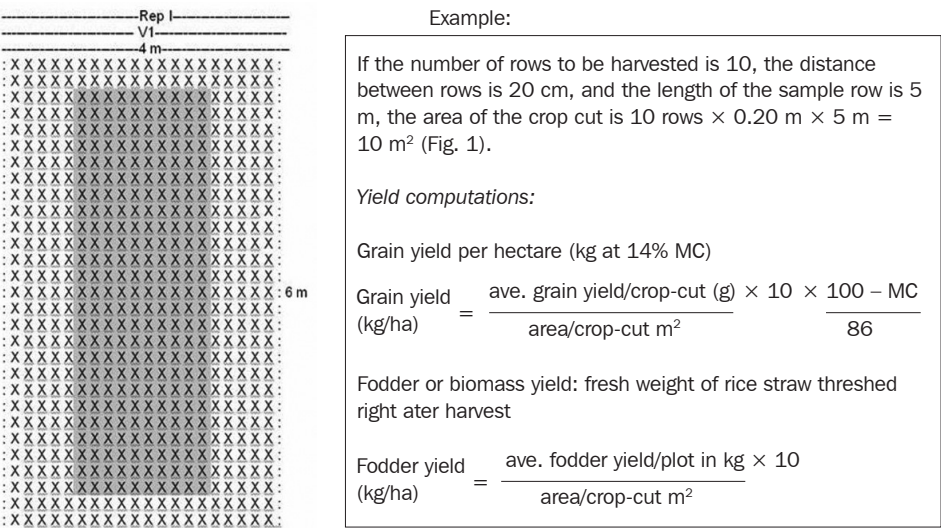 -----------------------Rep I-----------------------
---------------------- V1----------------------
-----------------------4 m----------------------
: X X X X X X X X X X X X X X X X X X X X :
: X X X X X X X X X X X X X X X X X X X X :
: X X X X X X X X X X X X X X X X X X X X :
: X X X X X X X X X X X X X X X X X X X X :
: X X X X X X X X X X X X X X X X X X X X :
: X X X X X X X X X X X X X X X X X X X X :
: X X X X X X X X X X X X X X X X X X X X :
: X X X X X X X X X X X X X X X X X X X X :
: X X X X X X X X X X X X X X X X X X X X :
: X X X X X X X X X X X X X X X X X X X X :
: X X X X X X X X X X X X X X X X X X X X :
: X X X X X X X X X X X X X X X X X X X X :
: X X X X X X X X X X X X X X X X X X X X :
: X X X X X X X X X X X X X X X X X X X X :
: X X X X X X X X X X X X X X X X X X X X : 6 m
: X X X X X X X X X X X X X X X X X X X X :
: X X X X X X X X X X X X X X X X X X X X :
: X X X X X X X X X X X X X X X X X X X X :
: X X X X X X X X X X X X X X X X X X X X :
: X X X X X X X X X X X X X X X X X X X X :
: X X X X X X X X X X X X X X X X X X X X :
: X X X X X X X X X X X X X X X X X X X X :
: X X X X X X X X X X X X X X X X X X X X :
: X X X X X X X X X X X X X X X X X X X X :
: X X X X X X X X X X X X X X X X X X X X :
: X X X X X X X X X X X X X X X X X X X X :
: X X X X X X X X X X X X X X X X X X X X :
: X X X X X X X X X X X X X X X X X X X X :
: X X X X X X X X X X X X X X X X X X X X :
Example:
If the number of rows to be harvested is 10, the distance
between rows is 20 cm, and the length of the sample row is 5
m, the area of the crop cut is 10 rows × 0.20 m × 5 m =
10 m² (Fig. 1).
Yield computations:
Grain yield per hectare (kg at 14% MC)
Grain yield
(kg/ha)
=
ave. grain yield/crop-cut (g) × 10 × 100 – MC
area/crop-cut m² 86
Fodder or biomass yield: fresh weight of rice straw threshed
right ater harvest
Fodder yield
(kg/ha)
=
ave. fodder yield/plot in kg × 10
area/crop-cut m²